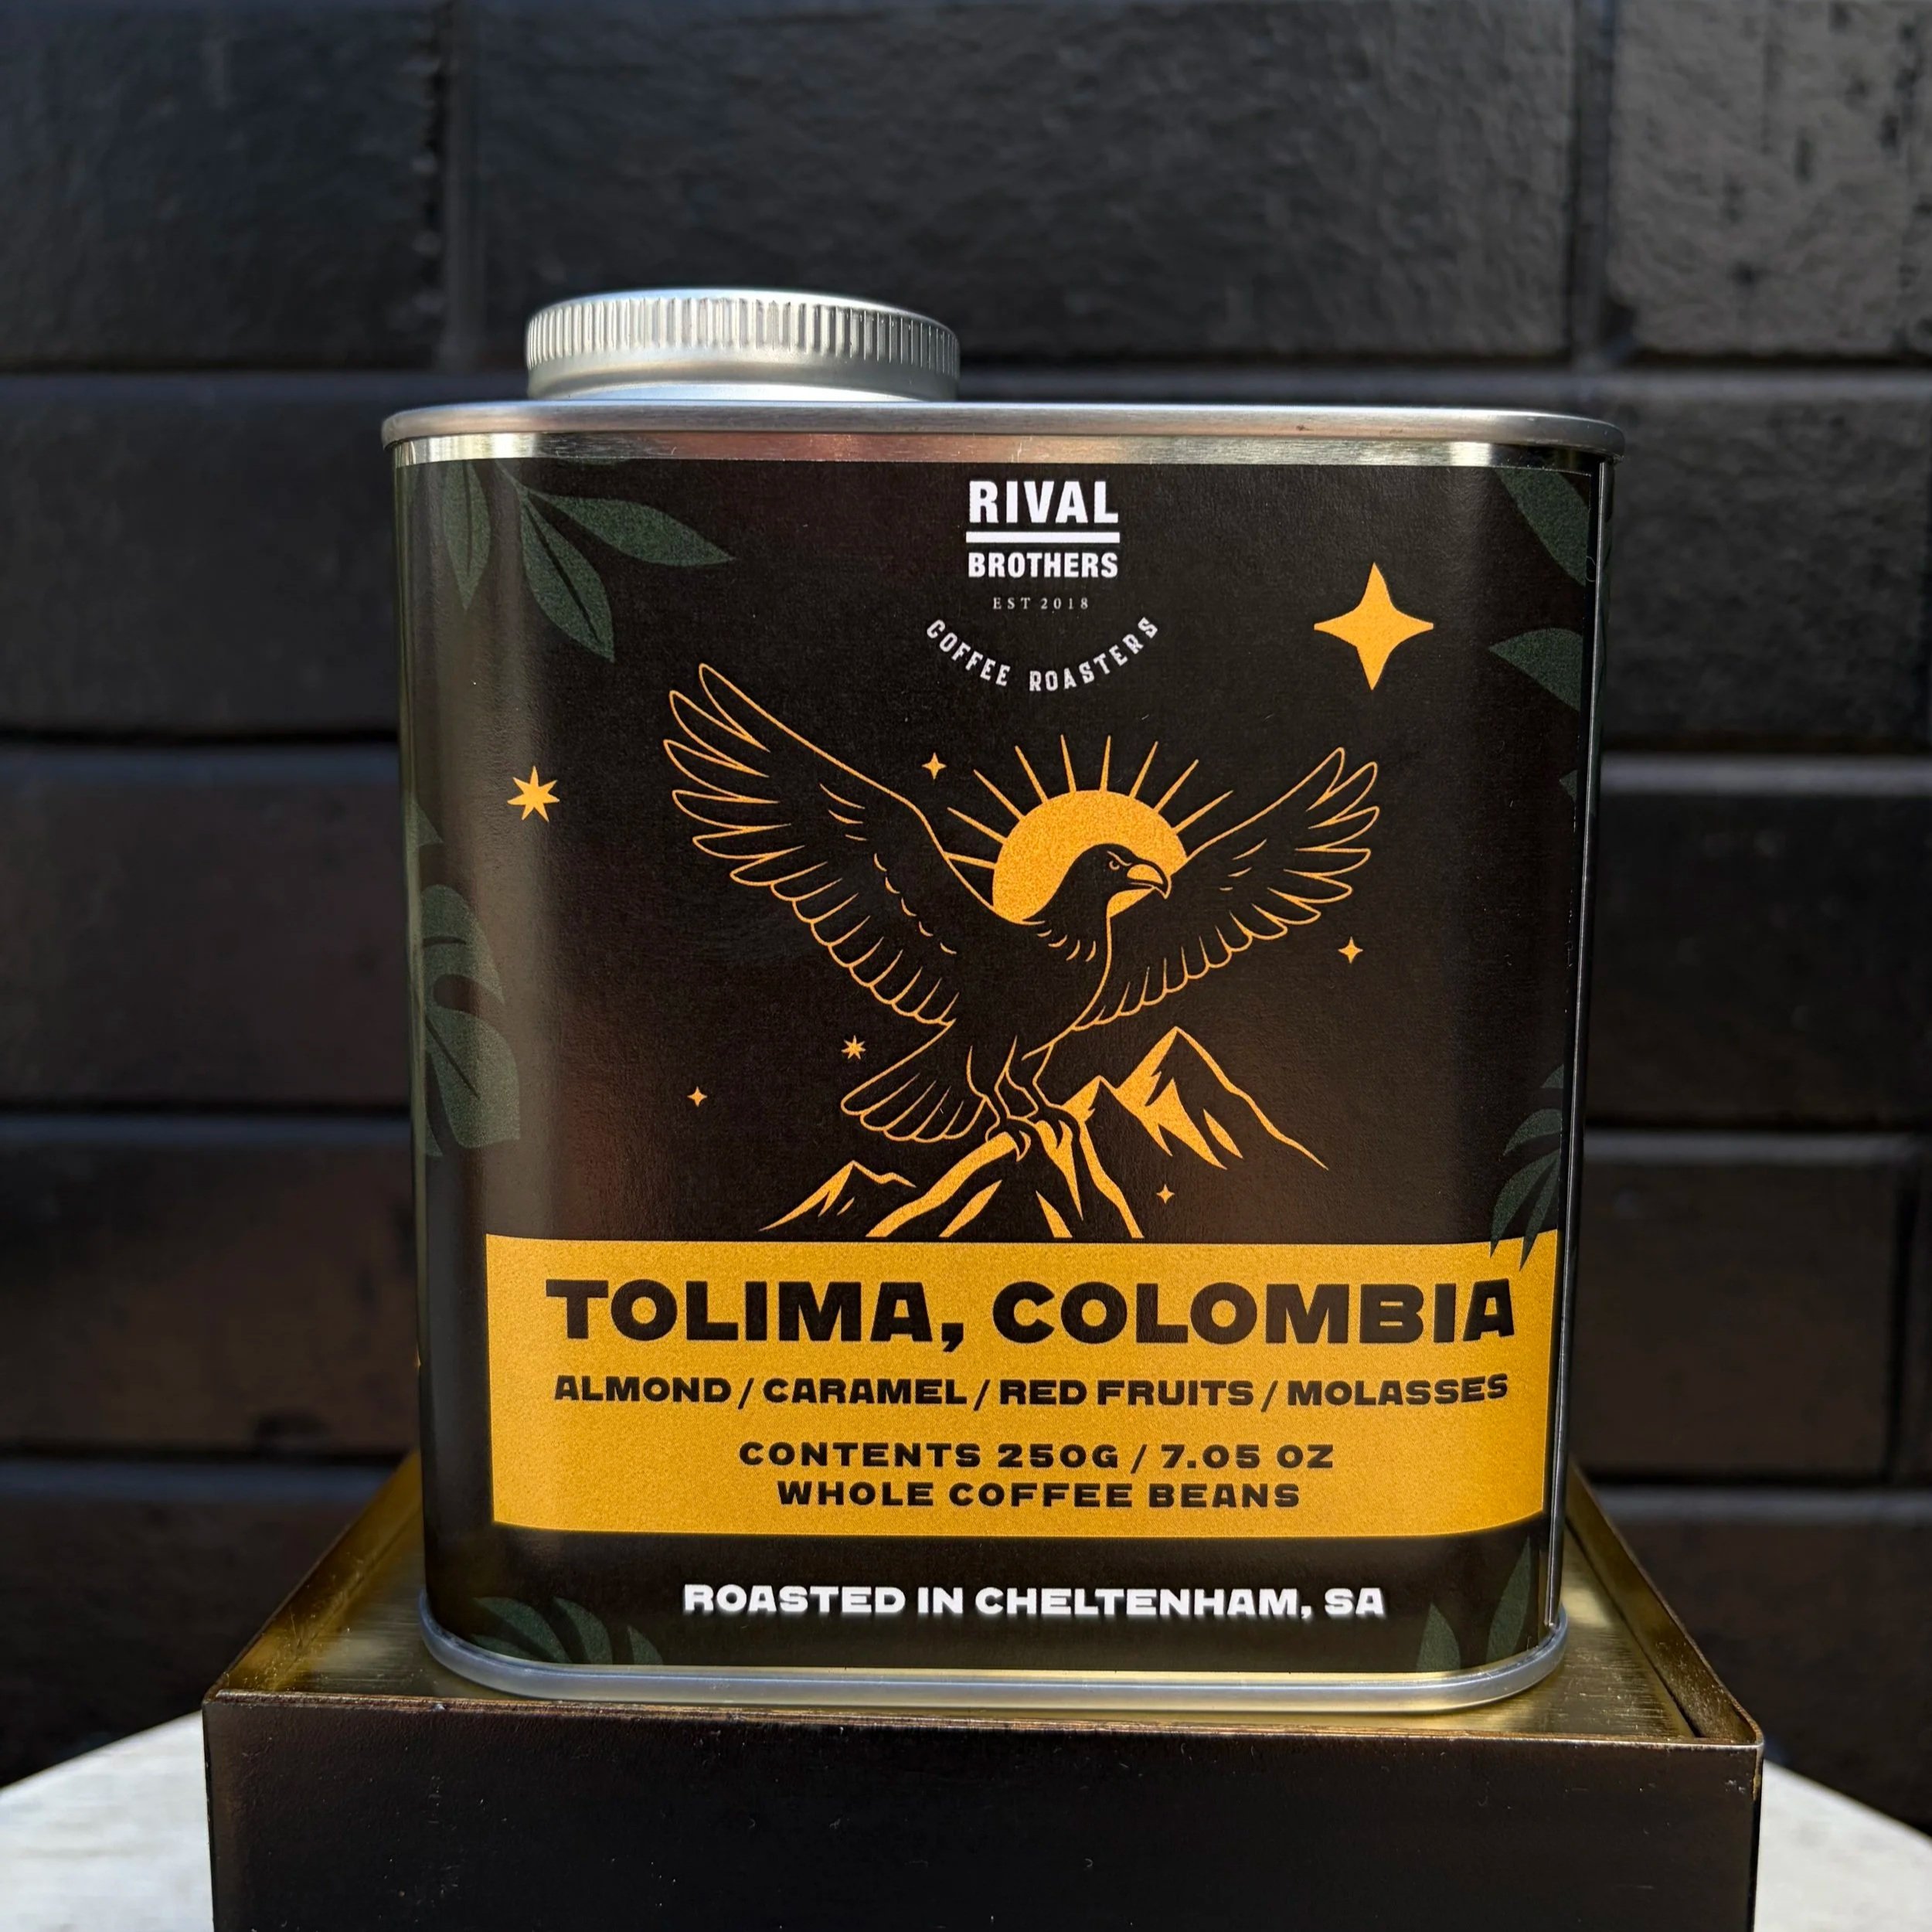 RIVAL
BROTHERS
EST 2018
COFFEE ROASTERS
TOLIMA, COLOMBIA
ALMOND / CARAMEL / RED FRUITS / MOLASSES
CONTENTS 250G / 7.05 OZ
WHOLE COFFEE BEANS
ROASTED IN CHELTENHAM, SA